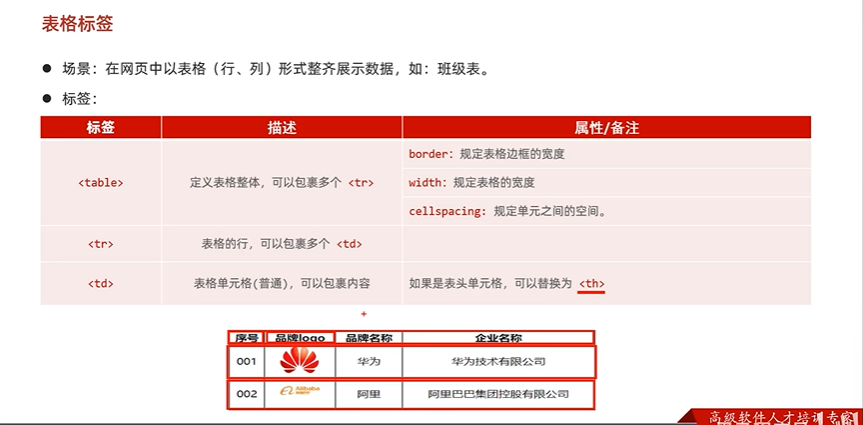 表格标签
● 场景：在网页中以表格（行、列）形式整齐展示数据，如：班级表。
● 标签：
标签 描述 属性/备注
<table> 定义表格整体，可以包裹多个 <tr> border：规定表格边框的宽度
width：规定表格的宽度
cellspacing: 规定单元之间的空间。
<tr> 表格的行，可以包裹多个 <td>
<td> 表格单元格(普通)，可以包裹内容 如果是表头单元格，可以替换为 <th>
序号 品牌logo 品牌名称 企业名称
001 华为 华为技术有限公司
002 Alibaba 阿里 阿里巴巴集团控股有限公司
高级软件人才培训专家